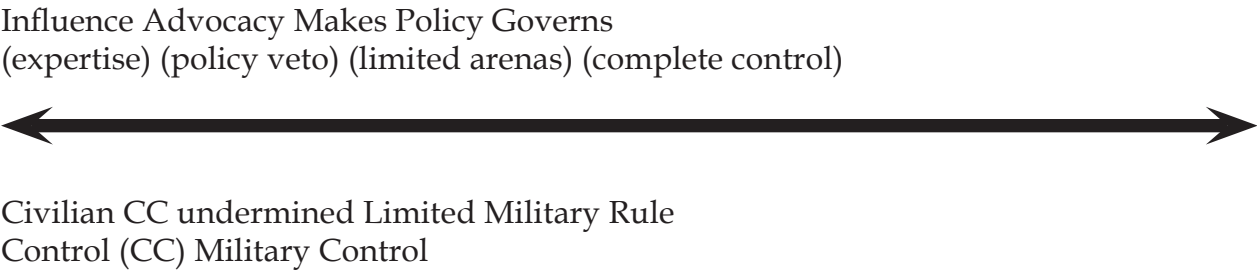 Influence Advocacy Makes Policy Governs
(expertise) (policy veto) (limited arenas) (complete control)
Civilian CC undermined Limited Military Rule
Control (CC) Military Control